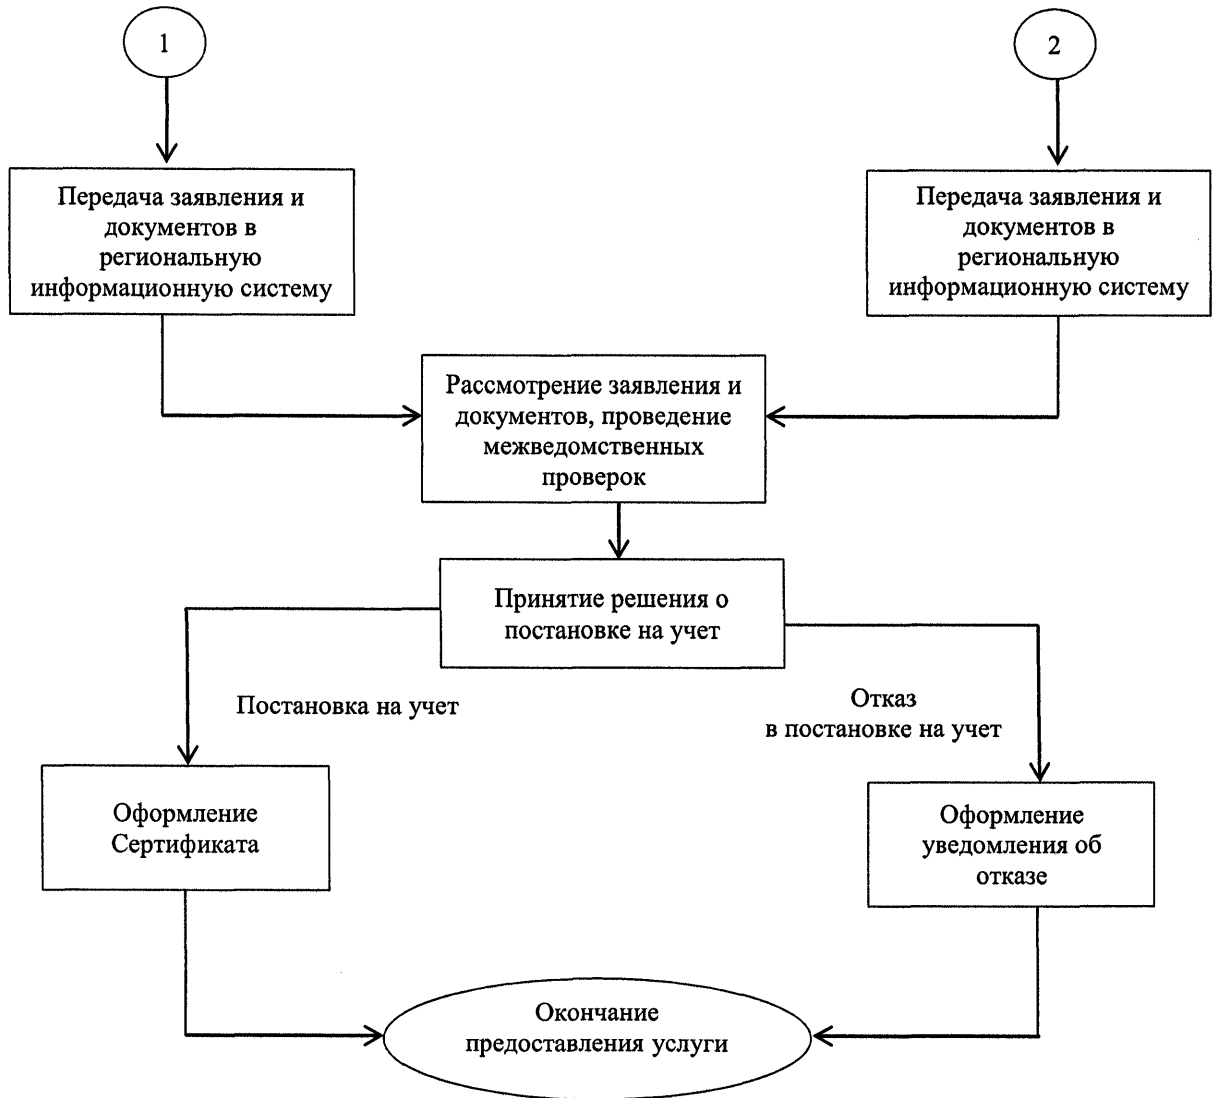 1
2
Передача заявления и
документов в
региональную
информационную систему
Передача заявления и
документов в
региональную
информационную систему
Рассмотрение заявления и
документов, проведение
межведомственных
проверок
Принятие решения о
постановке на учет
Постановка на учет
Отказ
в постановке на учет
Оформление
Сертификата
Оформление
уведомления об
отказе
Окончание
предоставления услуги